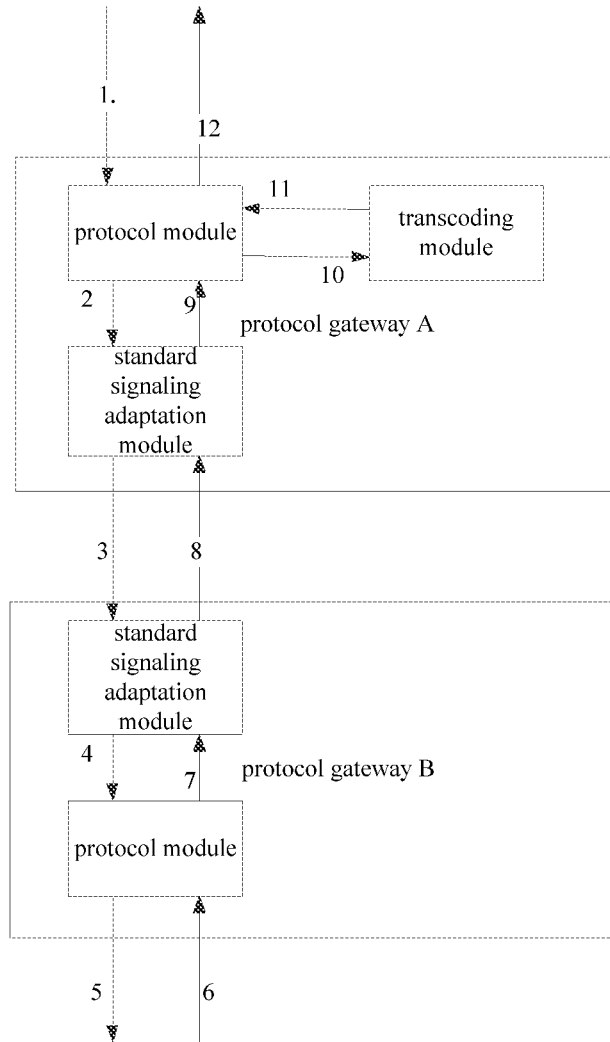 1.
12
protocol module
11
transcoding
module
10
2
9
protocol gateway A
standard
signaling
adaptation
module
3
8
standard
signaling
adaptation
module
4
7
protocol gateway B
protocol module
5
6